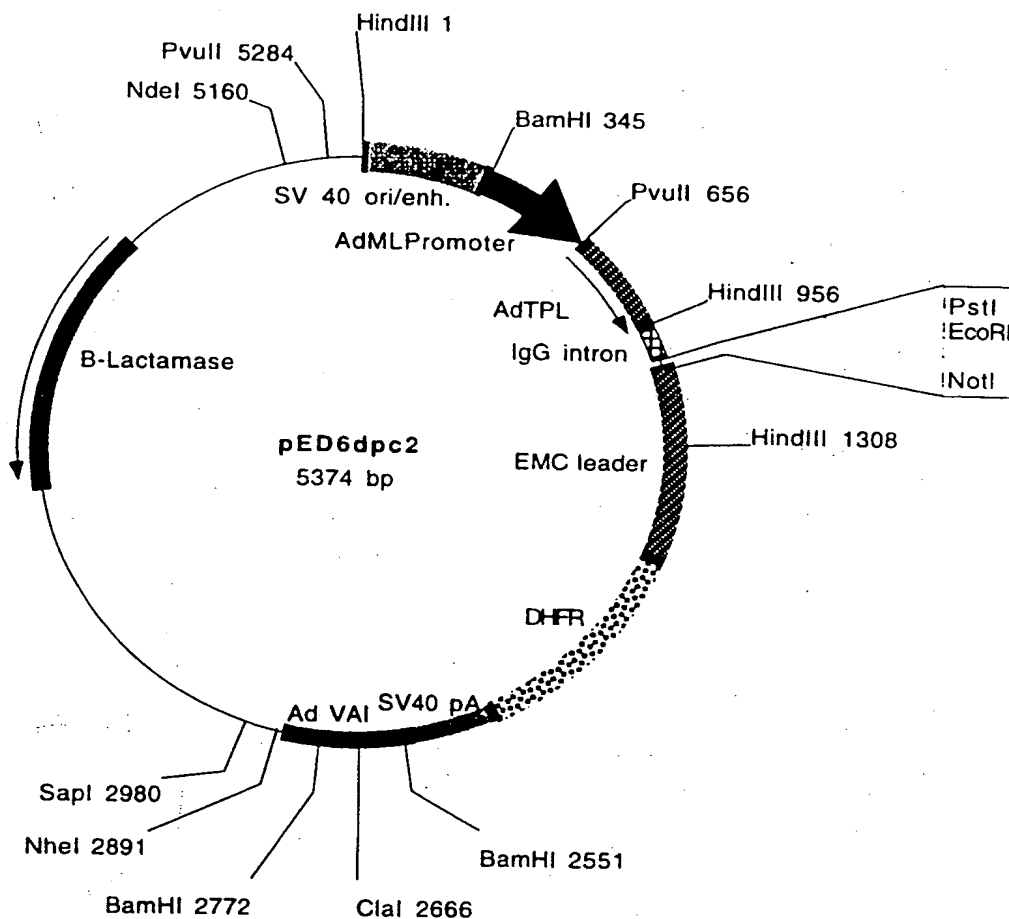 HindIII 1
PvuII 5284
NdeI 5160
BamHI 345
SV 40 ori/enh.
PvuII 656
AdMLPromoter
HindIII 956
AdTPL
PstI
EcoRI
IgG intron
B-Lactamase
NotI
pED6dpc2
5374 bp
HindIII 1308
EMC leader
DHFR
SV40 pA
Ad VAI
SapI 2980
NheI 2891
BamHI 2551
BamHI 2772
ClaI 2666